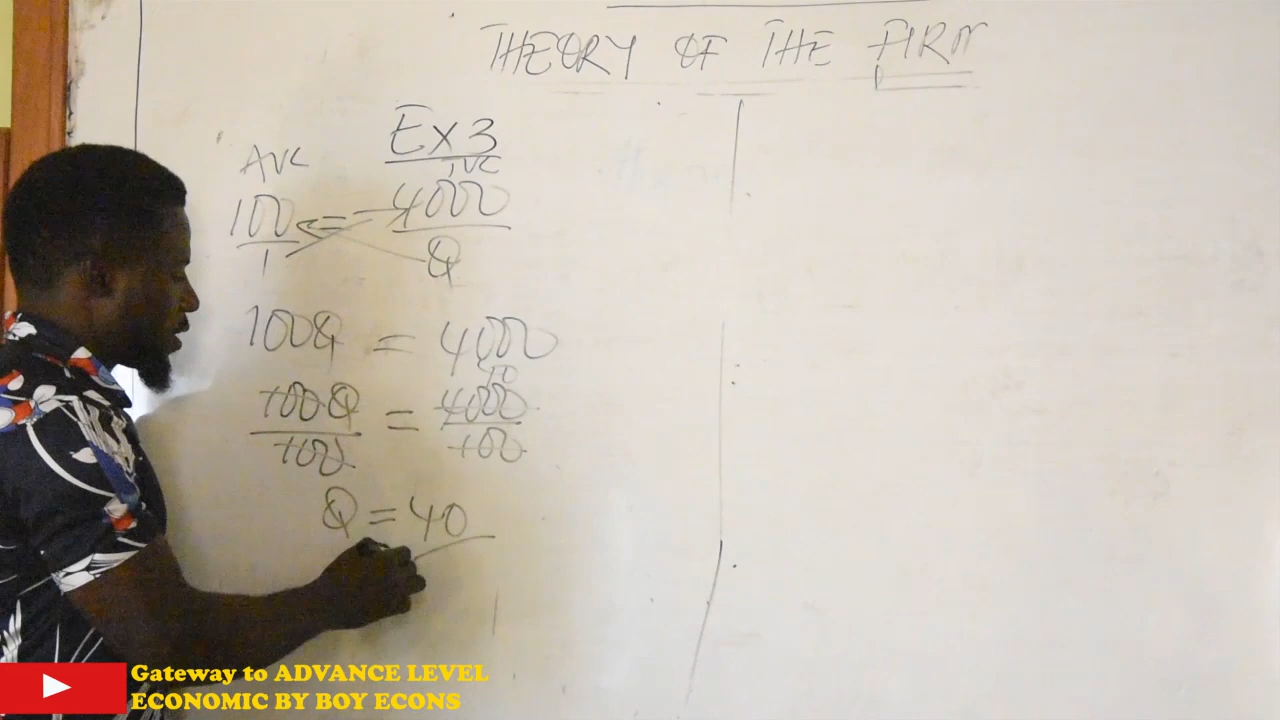 THEORY OF THE FIRM
EX3
AVC TVC
100/1 = 4000/Q
100Q = 4000
100Q/100 = 4000/100 40
Q = 40
Gateway to ADVANCE LEVEL
ECONOMIC BY BOY ECONS